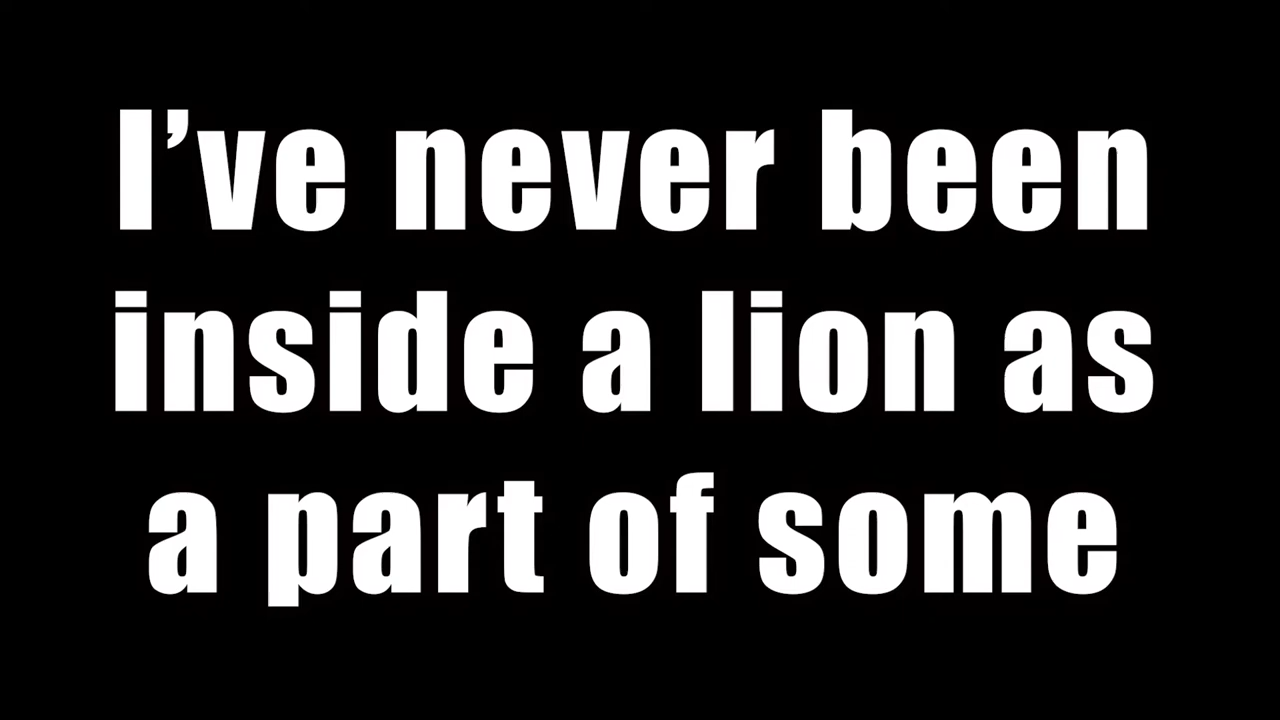 I’ve never been
inside a lion as
a part of some